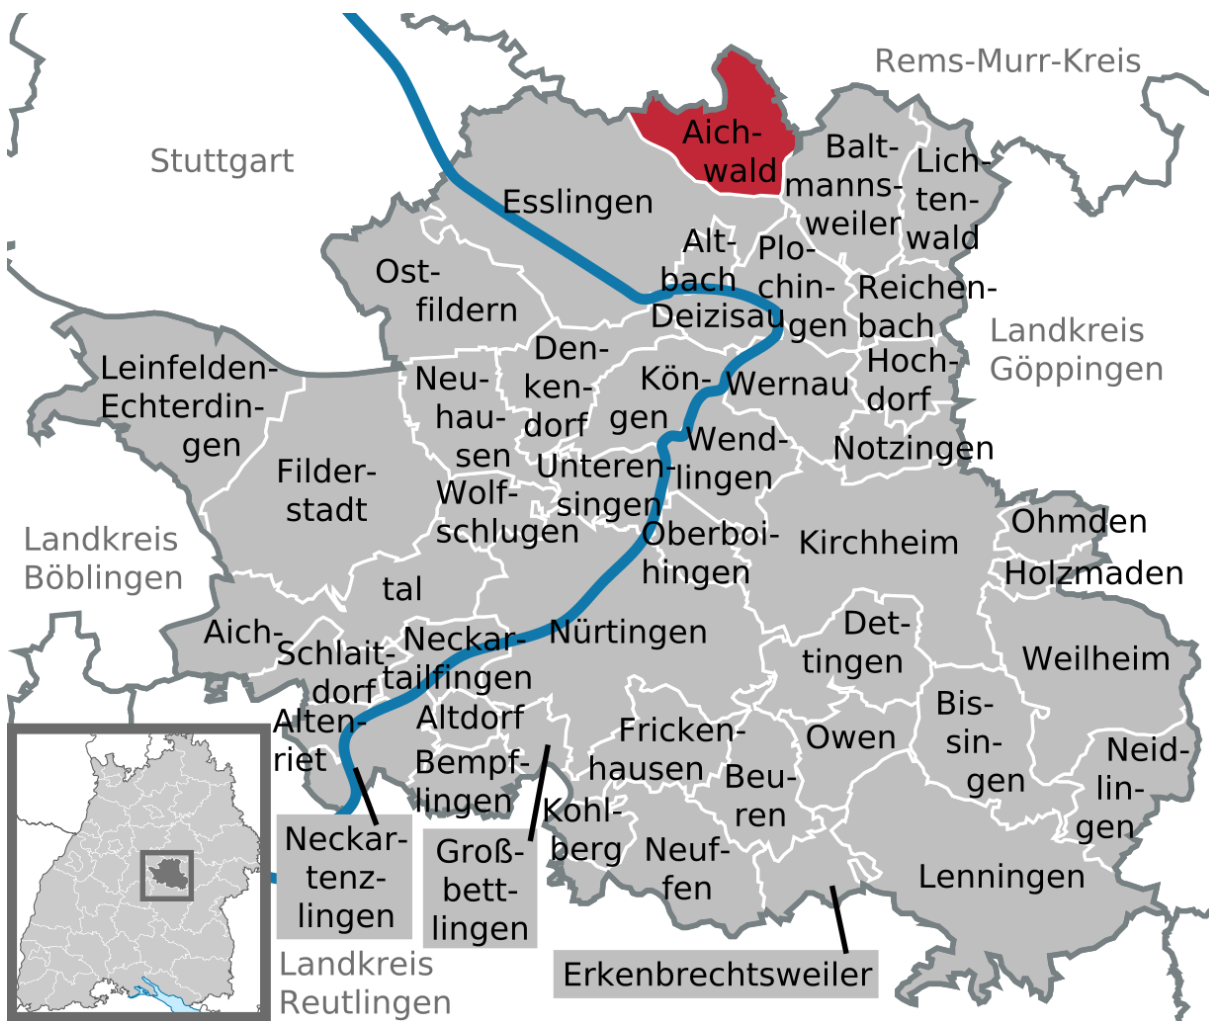 Rems-Murr-Kreis
Stuttgart
Aich-
wald
Balt-
manns-
weiler
Lich-
ten-
wald
Esslingen
Alt-
bach
Plo-
chin-
gen
Ost-
fildern
Reichen-
bach
Deizisau
Landkreis
Göppingen
Leinfelden-
Echterdin-
gen
Neu-
hau-
sen
Den-
ken-
dorf
Kön-
gen
Wernau
Hoch-
dorf
Notzingen
Wend-
lingen
Filder-
stadt
Unteren-
singen
Wolf-
schlugen
Oberboi-
hingen
Kirchheim
Ohmden
Holzmaden
Landkreis
Böblingen
Aich-
tal
Schlait-
dorf
Neckar-
tailfingen
Nürtingen
Det-
tingen
Weilheim
Alten-
riet
Altdorf
Bempf-
lingen
Fricken-
hausen
Beu-
ren
Owen
Bis-
sin-
gen
Neid-
lin-
gen
Kohl-
berg
Neuf-
fen
Lenningen
Neckar-
tenz-
lingen
Groß-
bett-
lingen
Erkenbrechtsweiler
Landkreis
Reutlingen